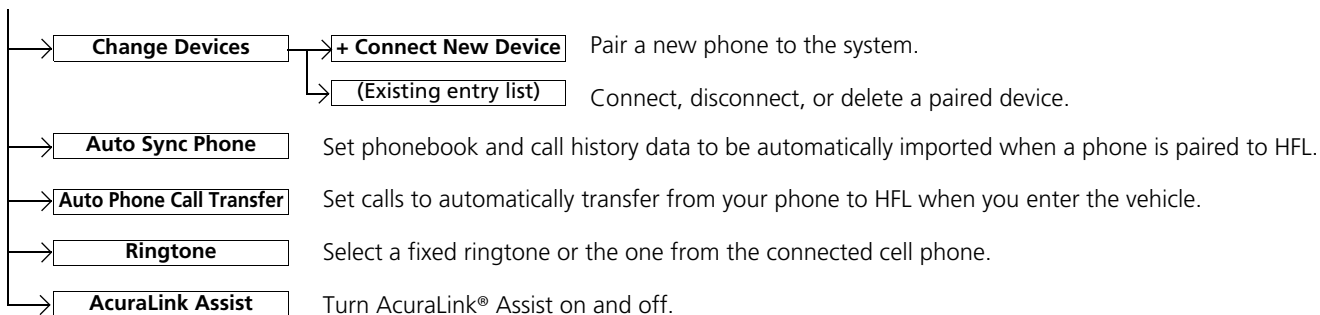 Change Devices
+ Connect New Device
Pair a new phone to the system.
(Existing entry list)
Connect, disconnect, or delete a paired device.
Auto Sync Phone
Set phonebook and call history data to be automatically imported when a phone is paired to HFL.
Auto Phone Call Transfer
Set calls to automatically transfer from your phone to HFL when you enter the vehicle.
Ringtone
Select a fixed ringtone or the one from the connected cell phone.
AcuraLink Assist
Turn AcuraLink® Assist on and off.